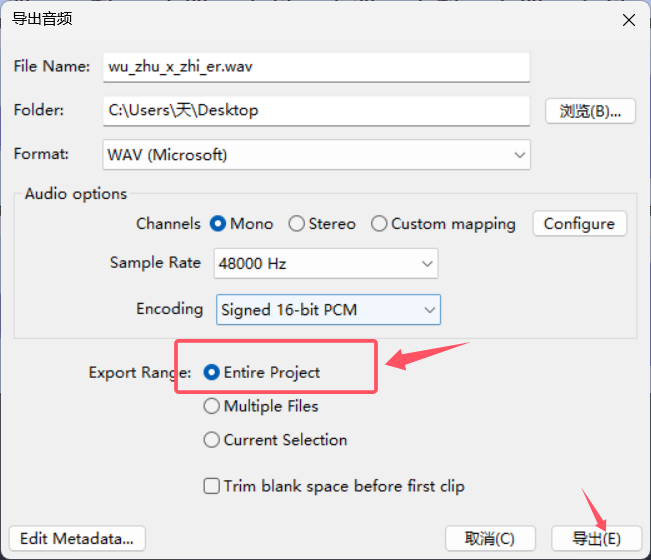 导出音频
File Name: wu_zhu_x_zhi_er.wav
Folder: C:\Users\天\Desktop 浏览(B)...
Format: WAV (Microsoft)
Audio options
Channels Mono Stereo Custom mapping Configure
Sample Rate 48000 Hz
Encoding Signed 16-bit PCM
Export Range: Entire Project
Multiple Files
Current Selection
Trim blank space before first clip
Edit Metadata... 取消(C) 导出(E)